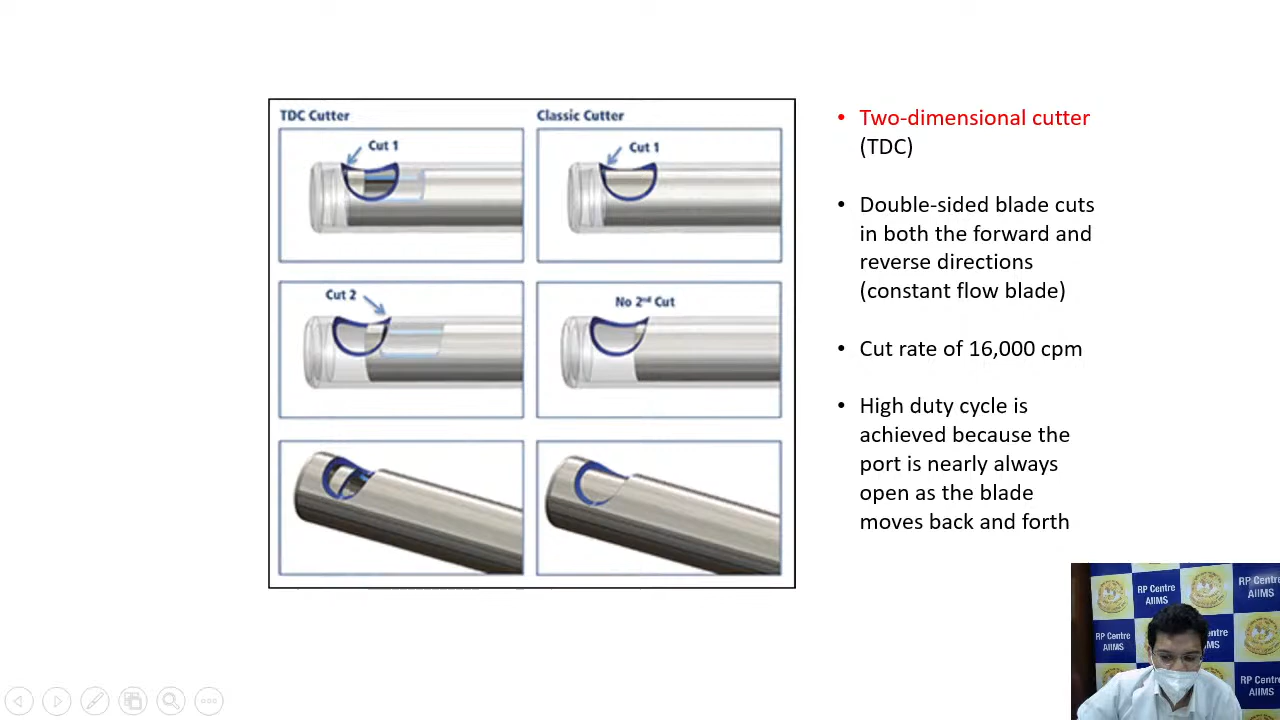 TDC Cutter
Classic Cutter
Cut 1
Cut 1
Cut 2
No 2nd Cut
• Two-dimensional cutter
(TDC)
• Double-sided blade cuts
in both the forward and
reverse directions
(constant flow blade)
• Cut rate of 16,000 cpm
• High duty cycle is
achieved because the
port is nearly always
open as the blade
moves back and forth
RP Centre
AIIMS
RP Centre
AIIMS
RP Centre
AIIMS
RP Centre
AIIMS